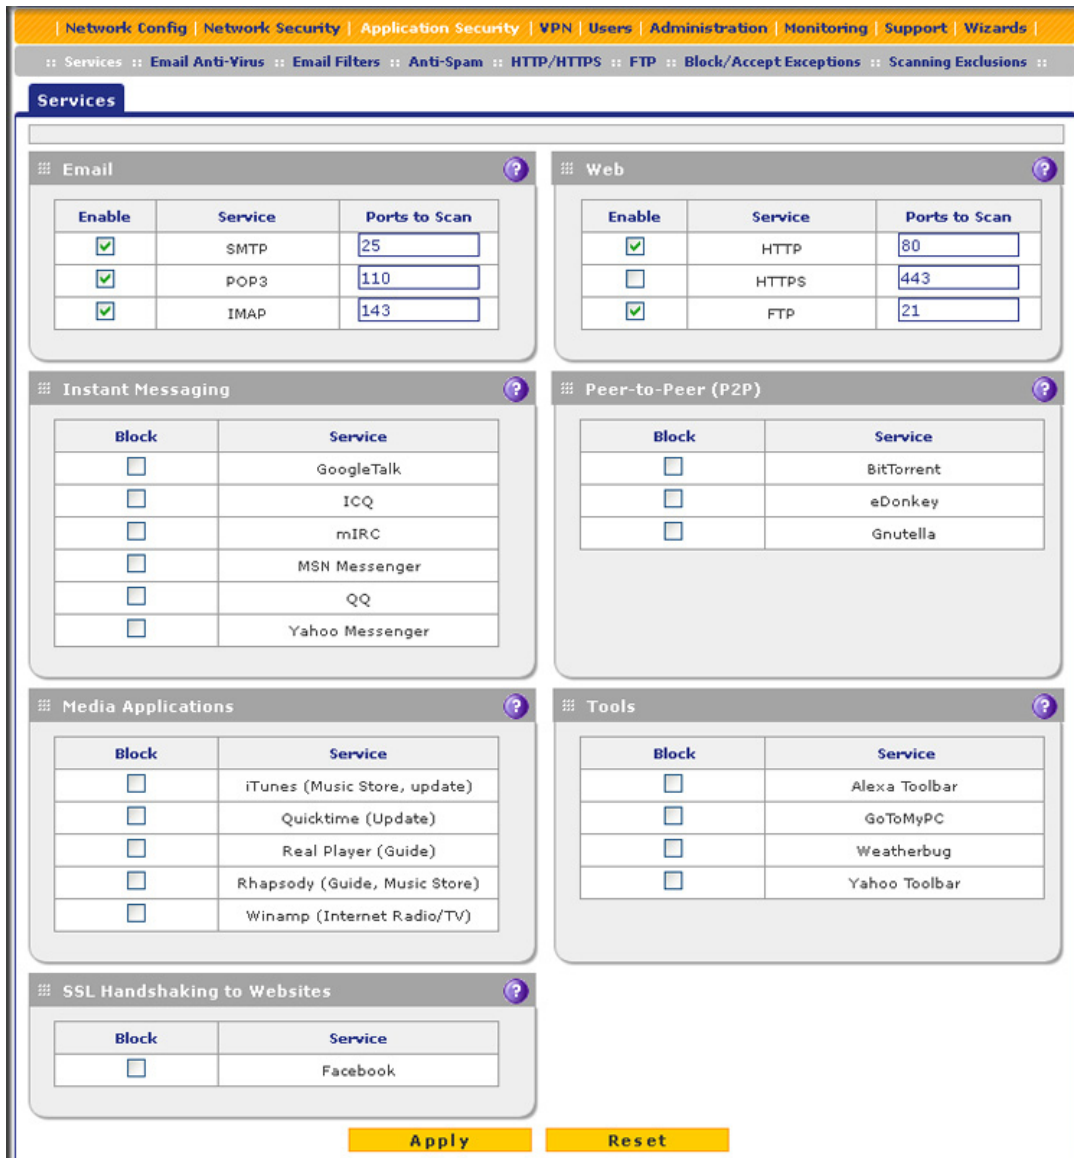 | Network Config | Network Security | Application Security | VPN | Users | Administration | Monitoring | Support | Wizards |
:: Services :: Email Anti-Virus :: Email Filters :: Anti-Spam :: HTTP/HTTPS :: FTP :: Block/Accept Exceptions :: Scanning Exclusions ::
Services
Email ?
Enable Service Ports to Scan
SMTP 25
POP3 110
IMAP 143
Web ?
Enable Service Ports to Scan
HTTP 80
HTTPS 443
FTP 21
Instant Messaging ?
Block Service
GoogleTalk
ICQ
mIRC
MSN Messenger
QQ
Yahoo Messenger
Peer-to-Peer (P2P) ?
Block Service
BitTorrent
eDonkey
Gnutella
Media Applications ?
Block Service
iTunes (Music Store, update)
Quicktime (Update)
Real Player (Guide)
Rhapsody (Guide, Music Store)
Winamp (Internet Radio/TV)
Tools ?
Block Service
Alexa Toolbar
GoToMyPC
Weatherbug
Yahoo Toolbar
SSL Handshaking to Websites ?
Block Service
Facebook
Apply Reset